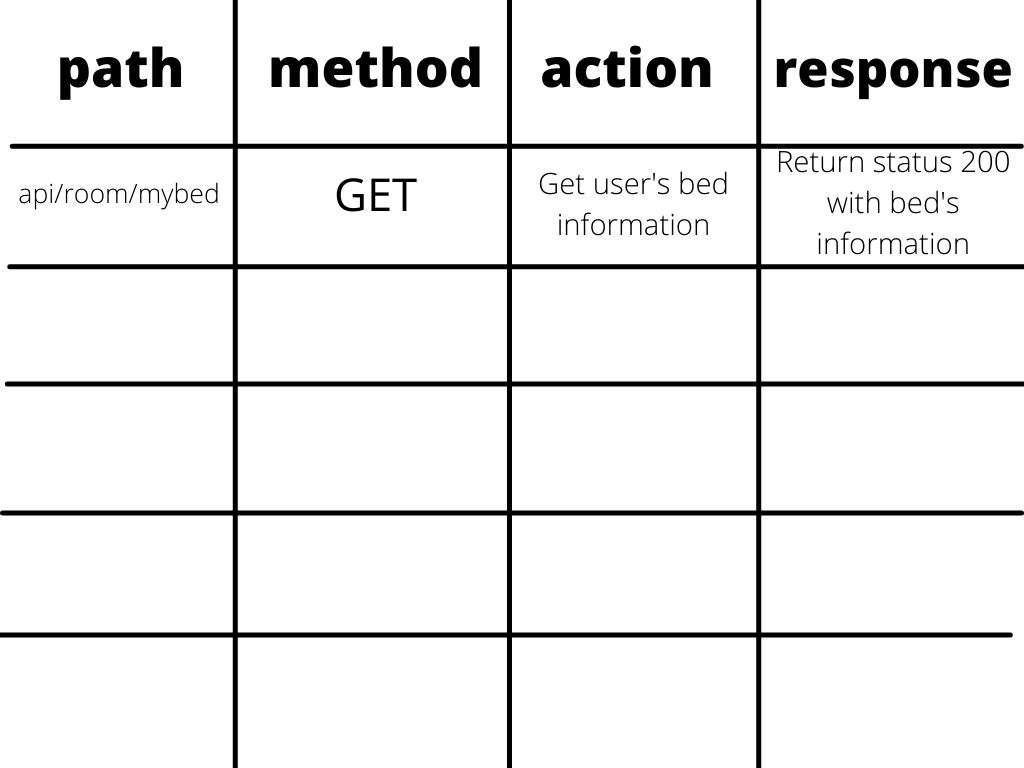 path method action response
api/room/mybed
GET
Get user's bed
information
Return status 200
with bed's
information